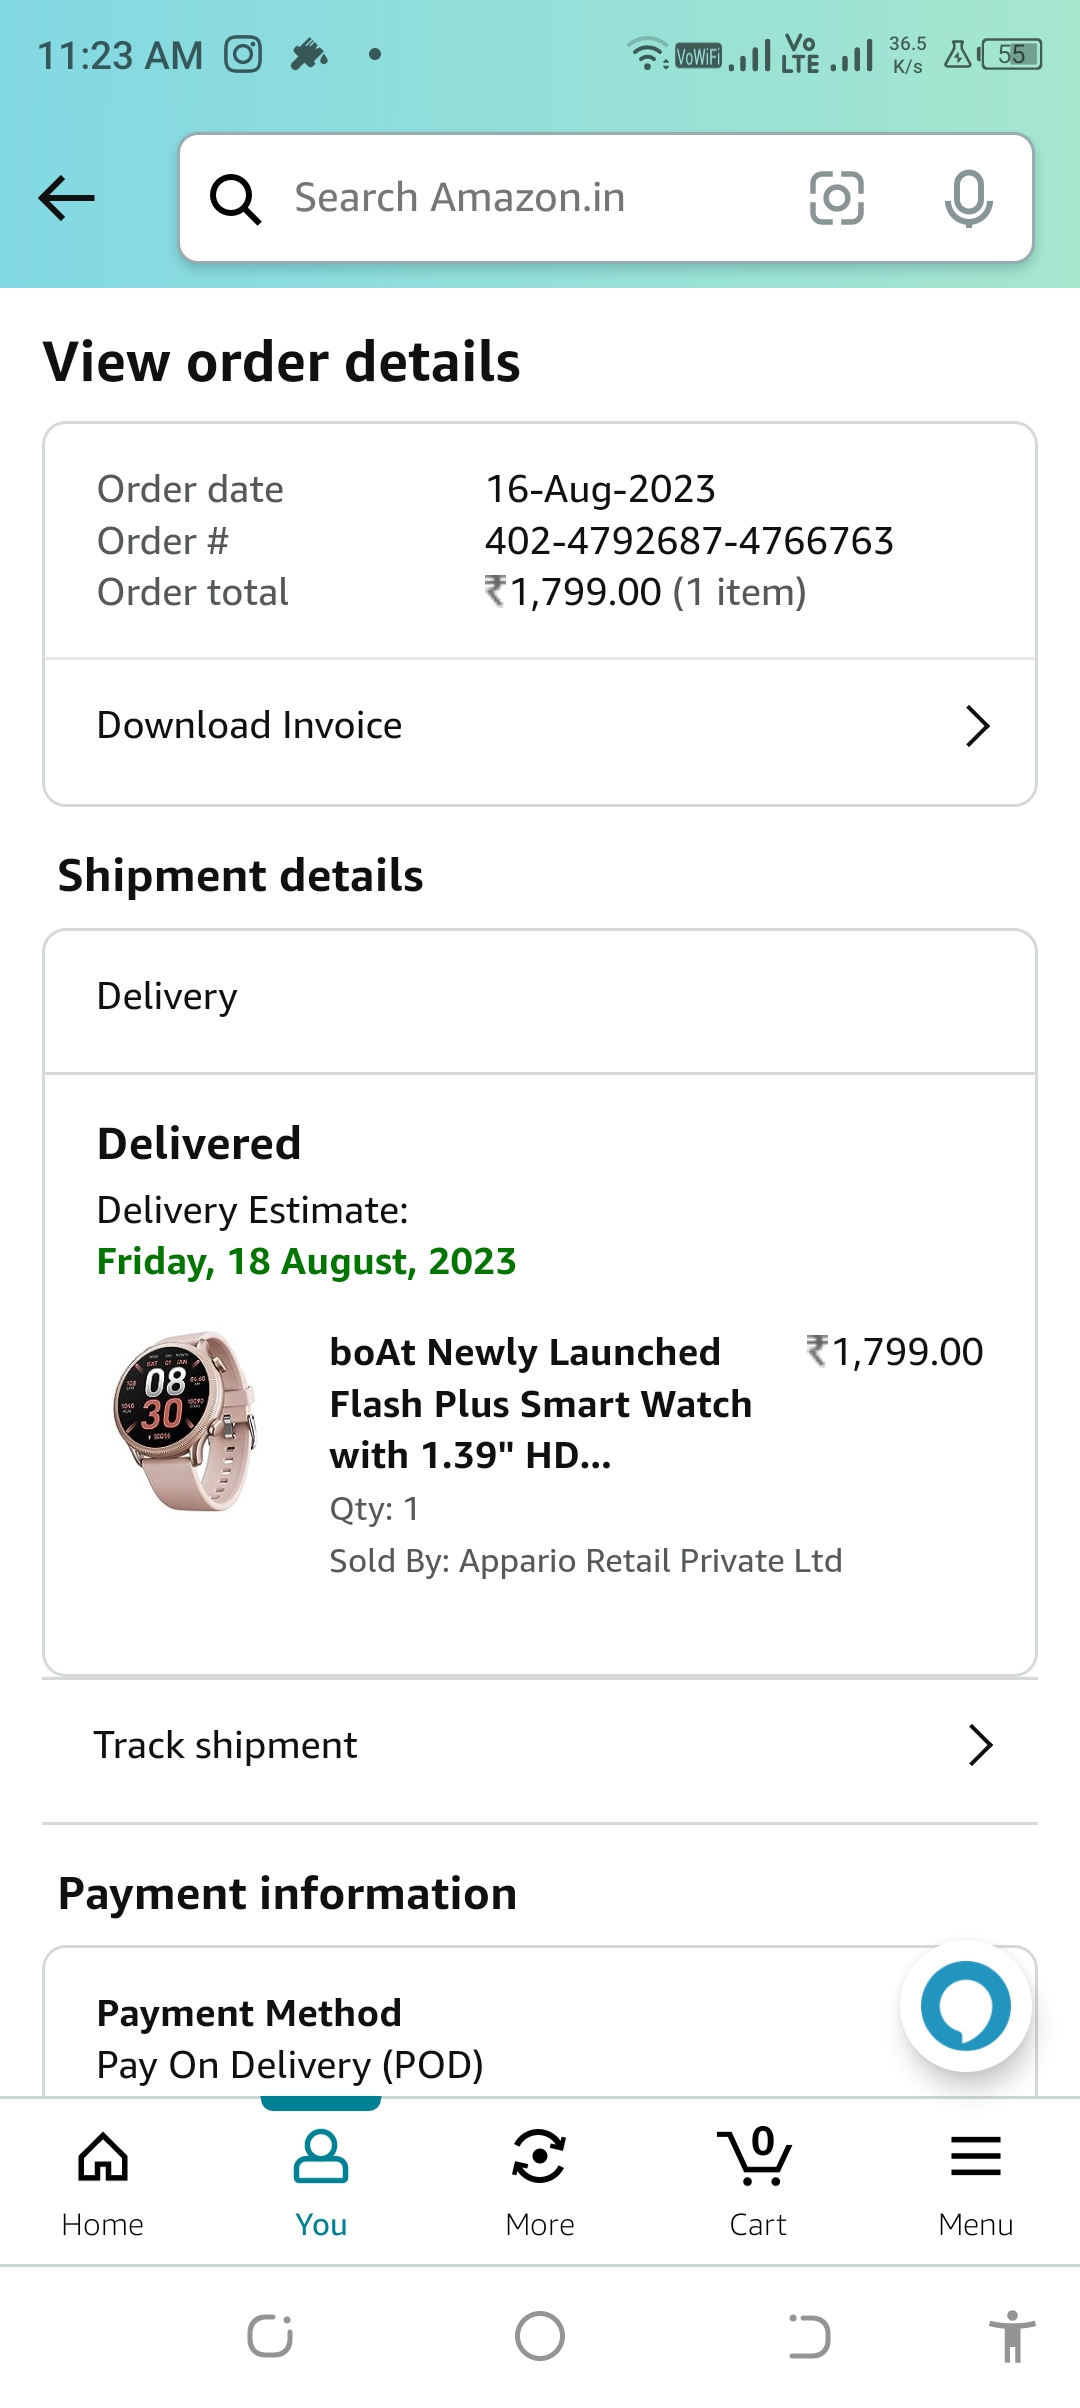 11:23 AM
VoWiFi
Vo
LTE
36.5
K/s
55
Search Amazon.in
View order details
Order date 16-Aug-2023
Order # 402-4792687-4766763
Order total ₹1,799.00 (1 item)
Download Invoice
Shipment details
Delivery
Delivered
Delivery Estimate:
Friday, 18 August, 2023
08
30
boAt Newly Launched ₹1,799.00
Flash Plus Smart Watch
with 1.39" HD...
Qty: 1
Sold By: Appario Retail Private Ltd
Track shipment
Payment information
Payment Method
Pay On Delivery (POD)
0
Home You More Cart Menu